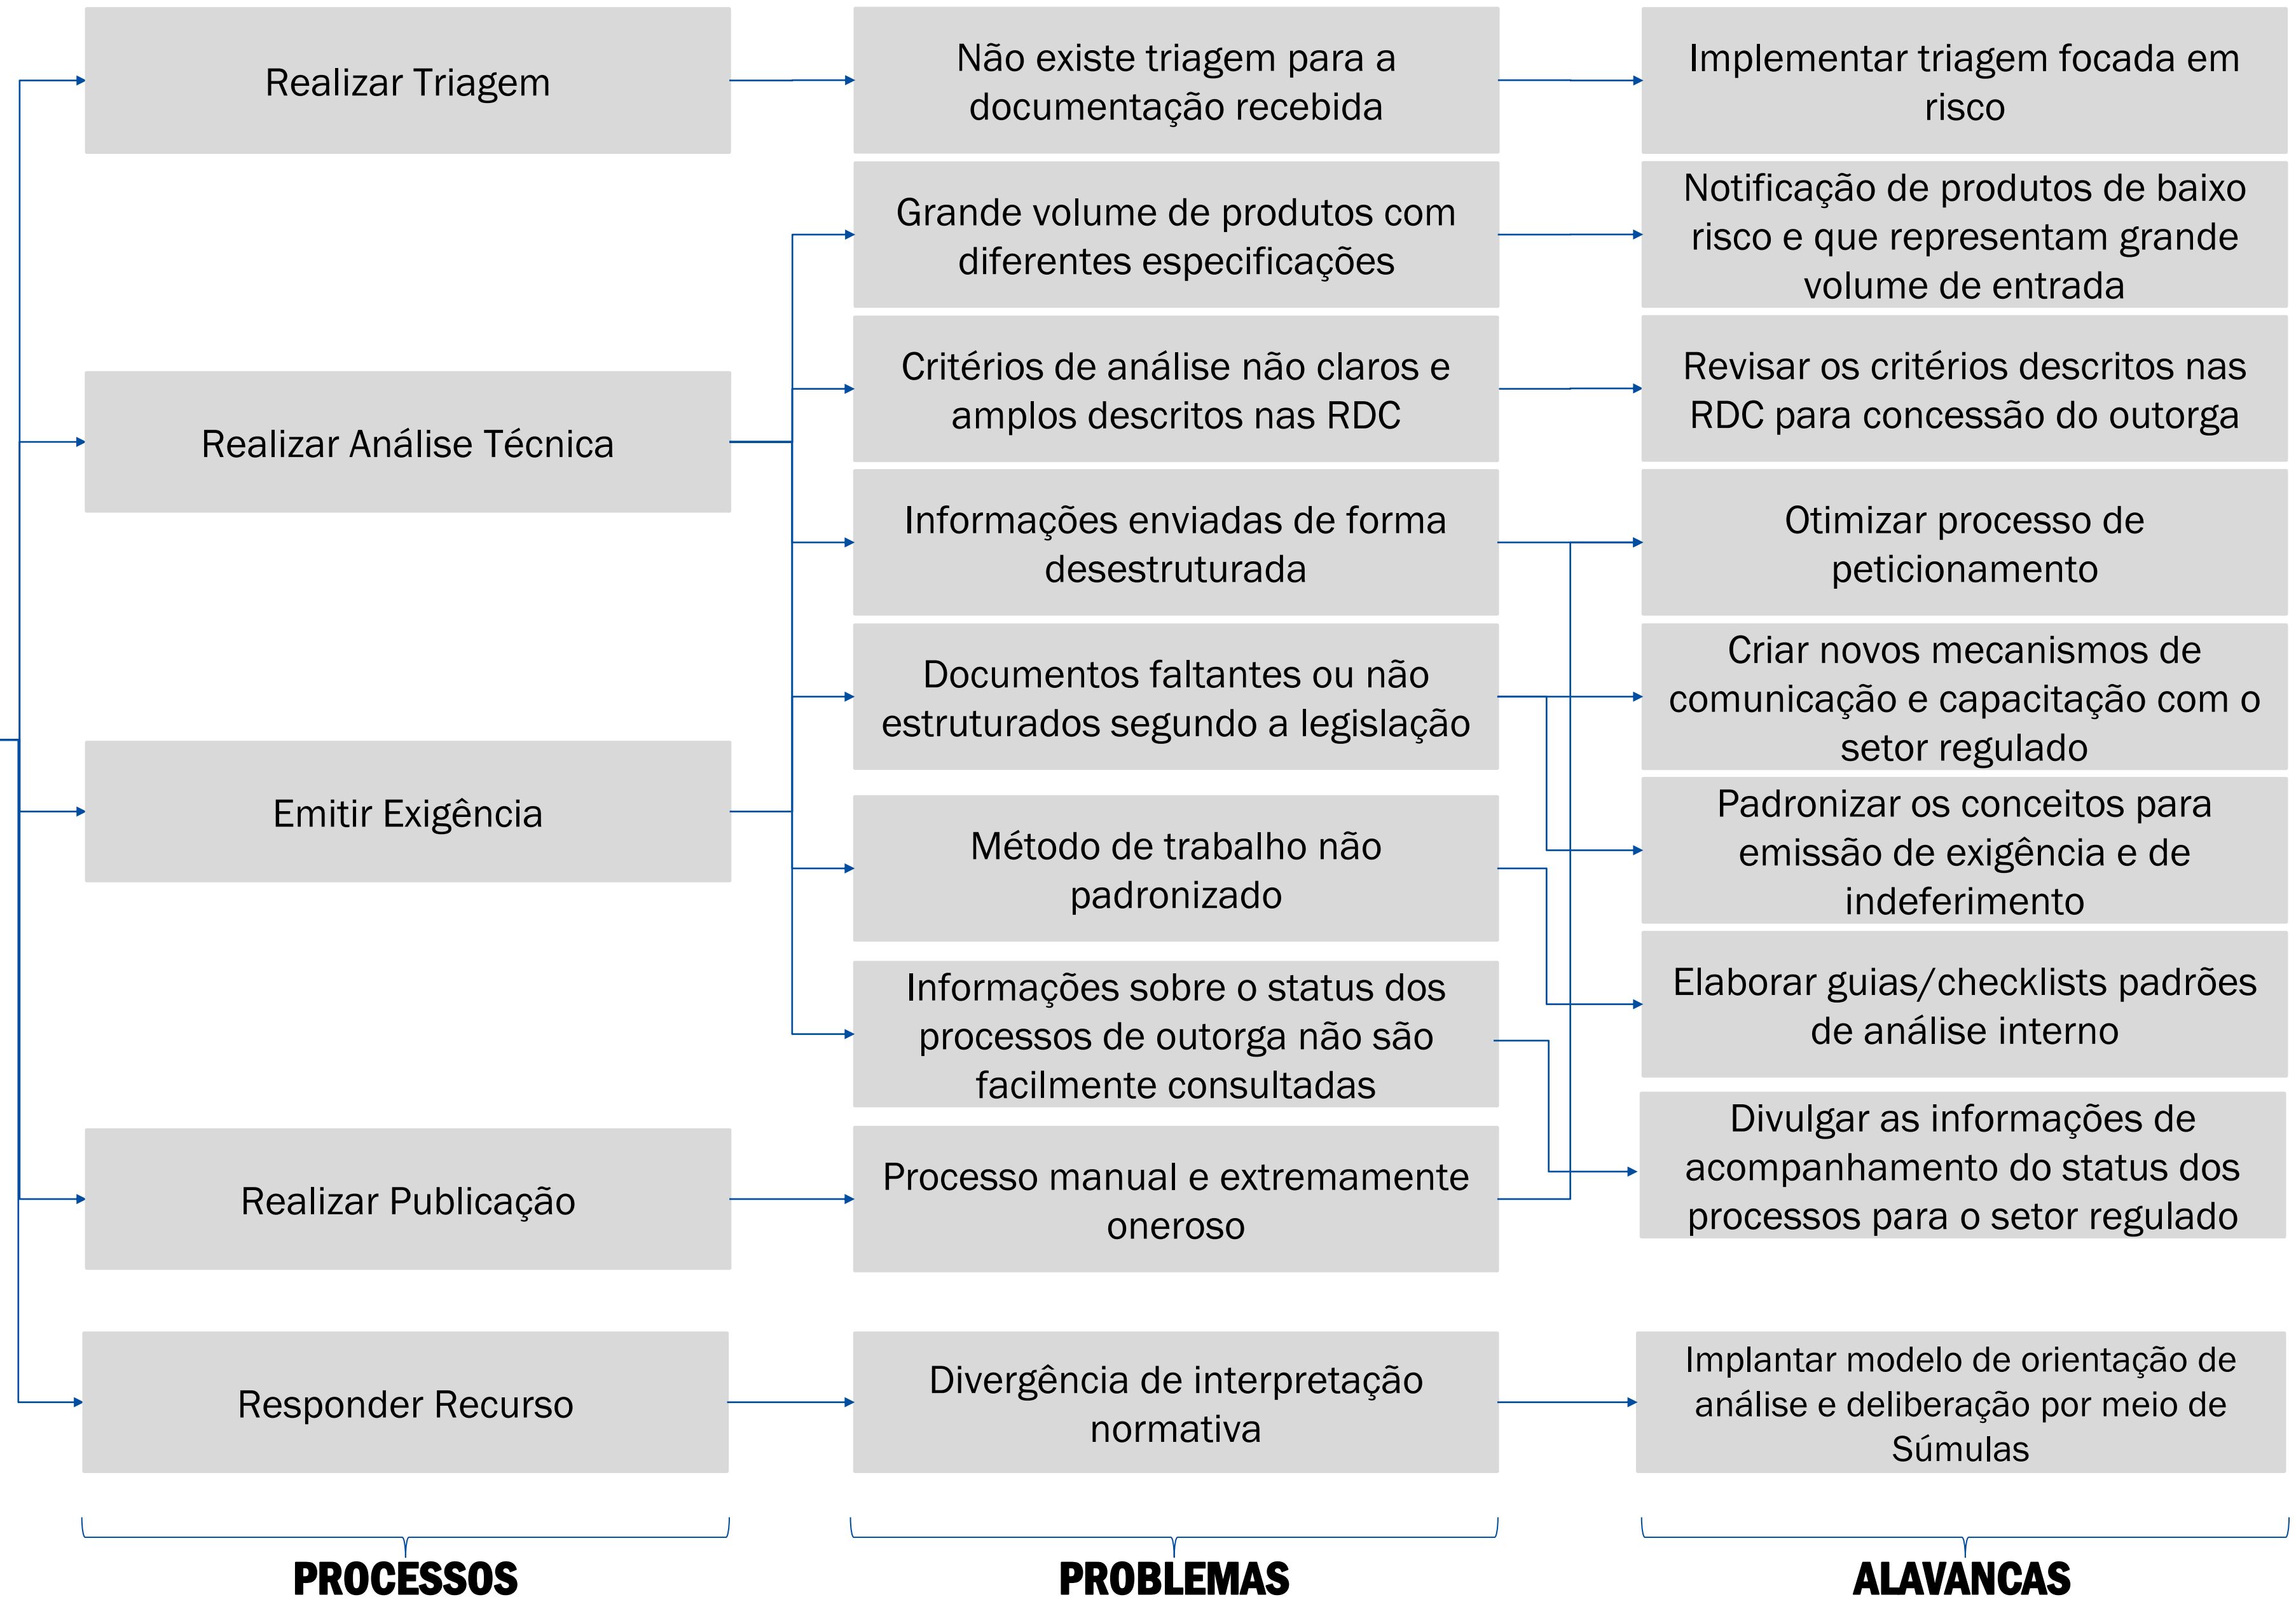 Realizar Triagem
Não existe triagem para a
documentação recebida
Implementar triagem focada em
risco
Grande volume de produtos com
diferentes especificações
Notificação de produtos de baixo
risco e que representam grande
volume de entrada
Realizar Análise Técnica
Critérios de análise não claros e
amplos descritos nas RDC
Revisar os critérios descritos nas
RDC para concessão do outorga
Informações enviadas de forma
desestruturada
Otimizar processo de
peticionamento
Documentos faltantes ou não
estruturados segundo a legislação
Criar novos mecanismos de
comunicação e capacitação com o
setor regulado
Emitir Exigência
Método de trabalho não
padronizado
Padronizar os conceitos para
emissão de exigência e de
indeferimento
Informações sobre o status dos
processos de outorga não são
facilmente consultadas
Elaborar guias/checklists padrões
de análise interno
Realizar Publicação
Processo manual e extremamente
oneroso
Divulgar as informações de
acompanhamento do status dos
processos para o setor regulado
Responder Recurso
Divergência de interpretação
normativa
Implantar modelo de orientação de
análise e deliberação por meio de
Súmulas
PROCESSOS
PROBLEMAS
ALAVANCAS